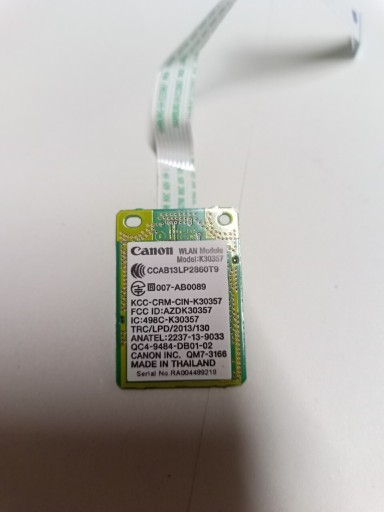 Canon WLAN Module
Model:K30357
CCAB13LP2860T9
007-AB0089
KCC-CRM-CIN-K30357
FCC ID:AZDK30357
IC:498C-K30357
TRC/LPD/2013/130
ANATEL:2237-13-9033
QC4-9484-DB01-02
CANON INC. QM7-3166
MADE IN THAILAND
Serial No.RA004499219